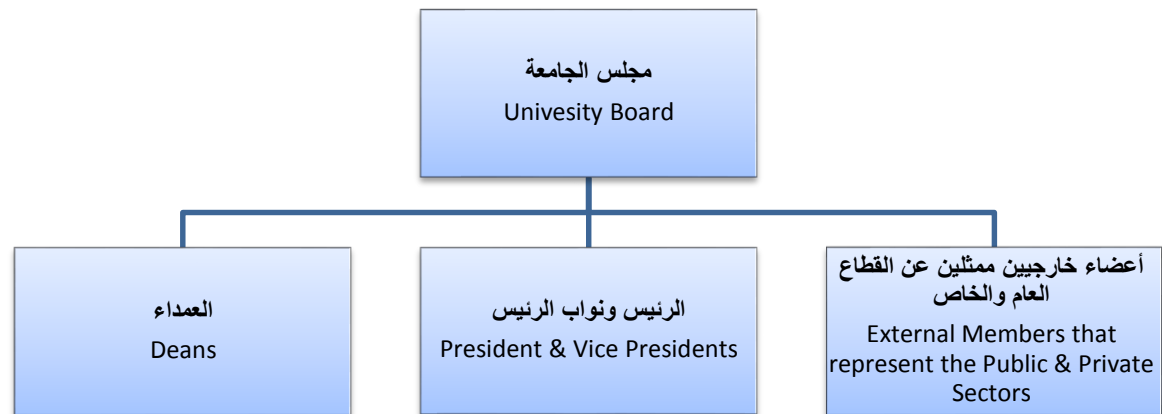 مجلس الجامعة
Univesity Board
العمداء
Deans
الرئيس ونواب الرئيس
President & Vice Presidents
أعضاء خارجيين ممثلين عن القطاع
العام والخاص
External Members that
represent the Public & Private
Sectors